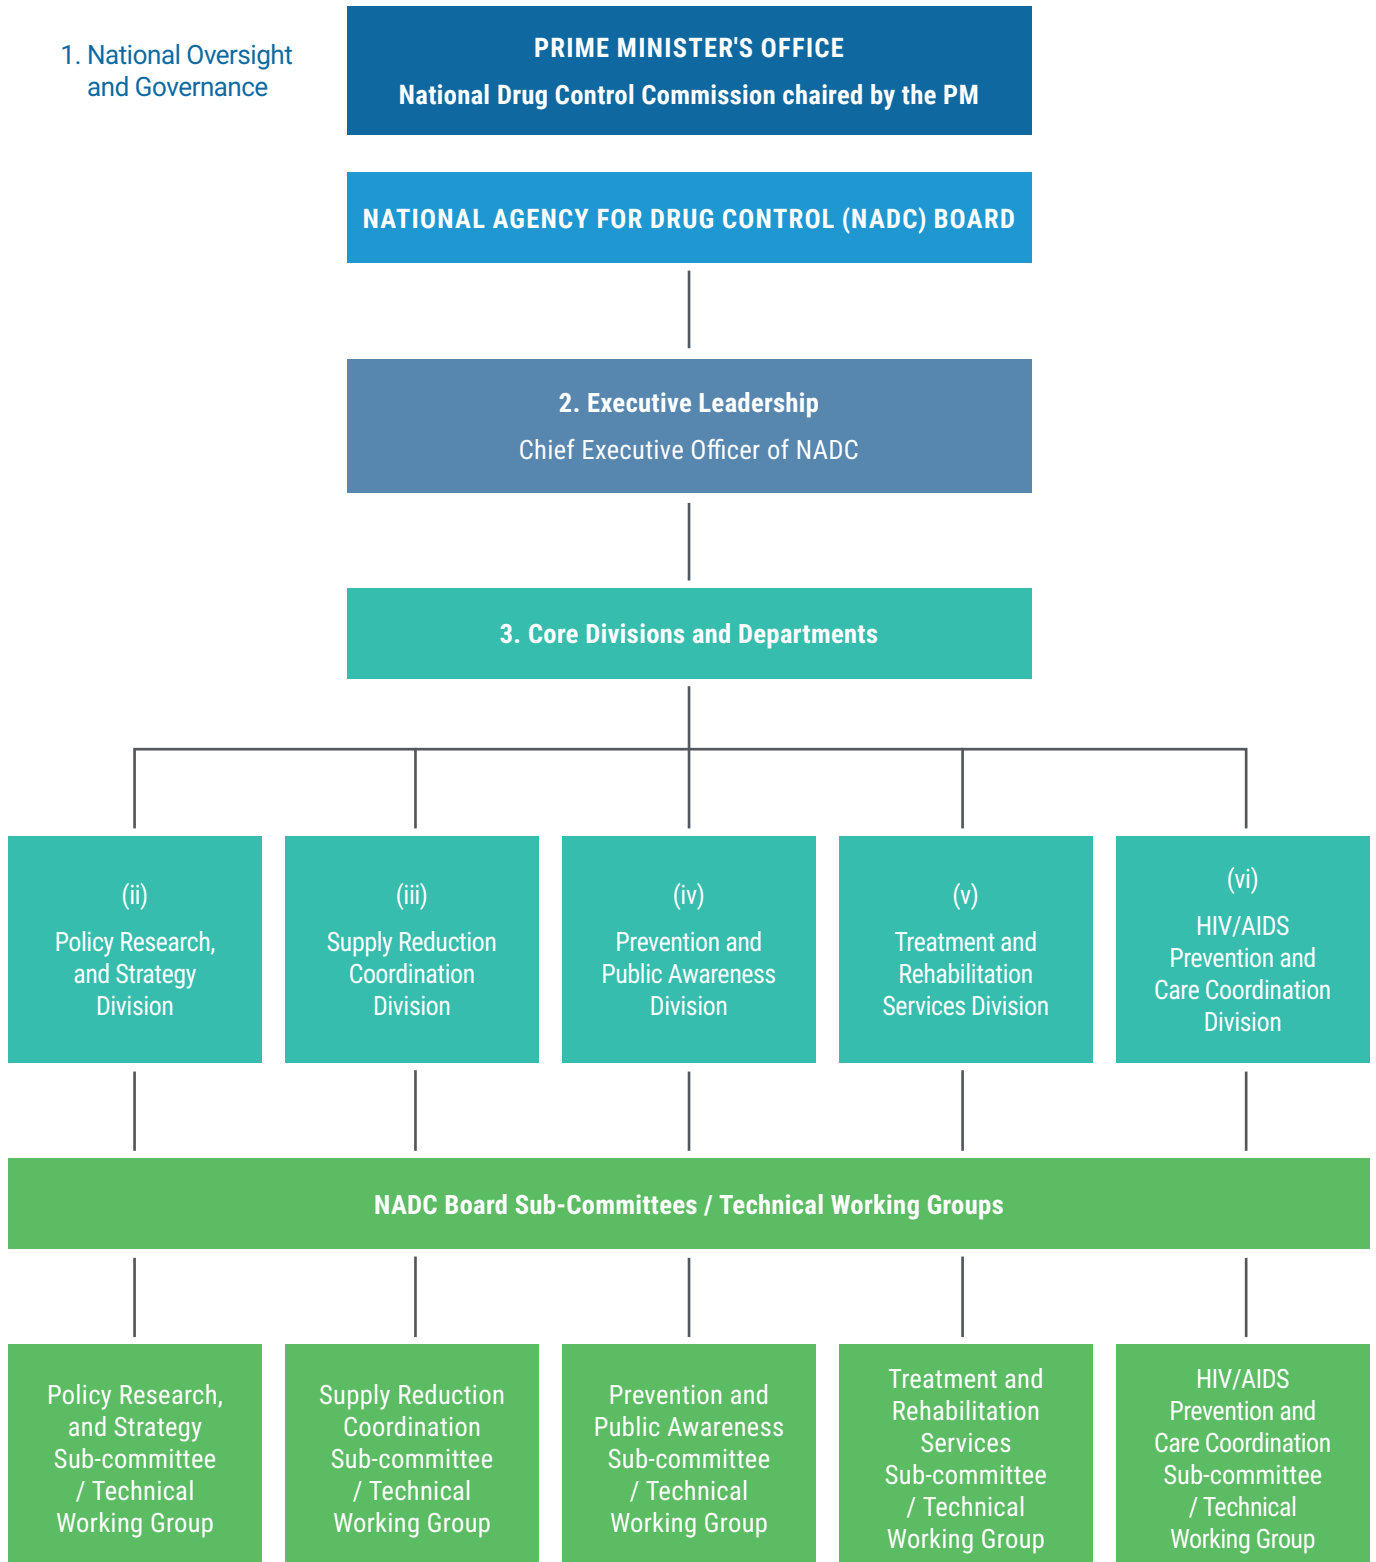 1. National Oversight
and Governance
PRIME MINISTER'S OFFICE
National Drug Control Commission chaired by the PM
NATIONAL AGENCY FOR DRUG CONTROL (NADC) BOARD
2. Executive Leadership
Chief Executive Officer of NADC
3. Core Divisions and Departments
(ii)
Policy Research,
and Strategy
Division
(iii)
Supply Reduction
Coordination
Division
(iv)
Prevention and
Public Awareness
Division
(v)
Treatment and
Rehabilitation
Services Division
(vi)
HIV/AIDS
Prevention and
Care Coordination
Division
NADC Board Sub-Committees / Technical Working Groups
Policy Research,
and Strategy
Sub-committee
/ Technical
Working Group
Supply Reduction
Coordination
Sub-committee
/ Technical
Working Group
Prevention and
Public Awareness
Sub-committee
/ Technical
Working Group
Treatment and
Rehabilitation
Services
Sub-committee
/ Technical
Working Group
HIV/AIDS
Prevention and
Care Coordination
Sub-committee
/ Technical
Working Group